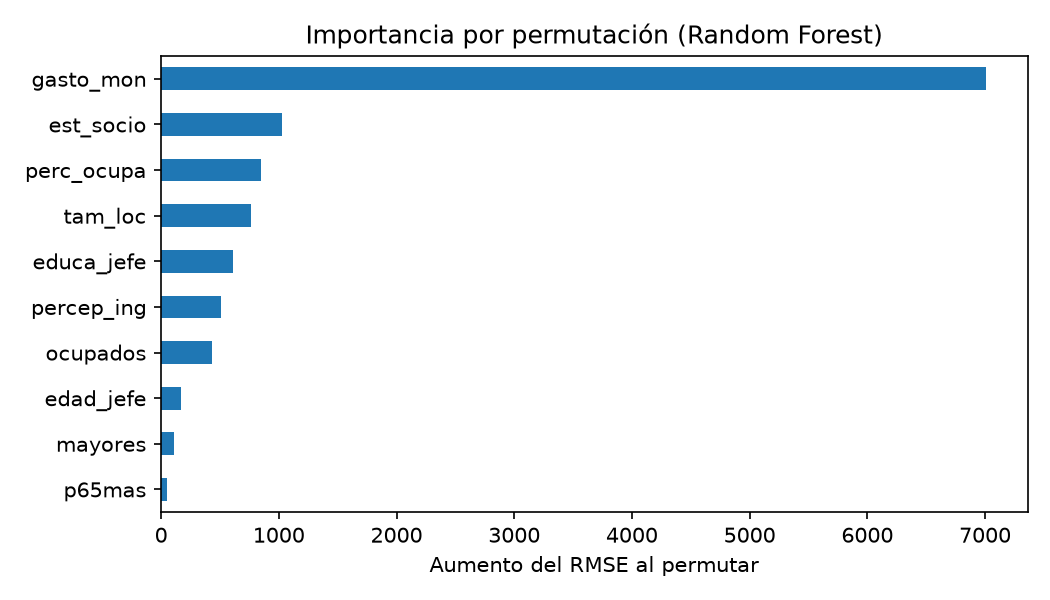 Importancia por permutación (Random Forest)
gasto_mon
est_socio
perc_ocupa
tam_loc
educa_jefe
percep_ing
ocupados
edad_jefe
mayores
p65mas
0 1000 2000 3000 4000 5000 6000 7000
Aumento del RMSE al permutar